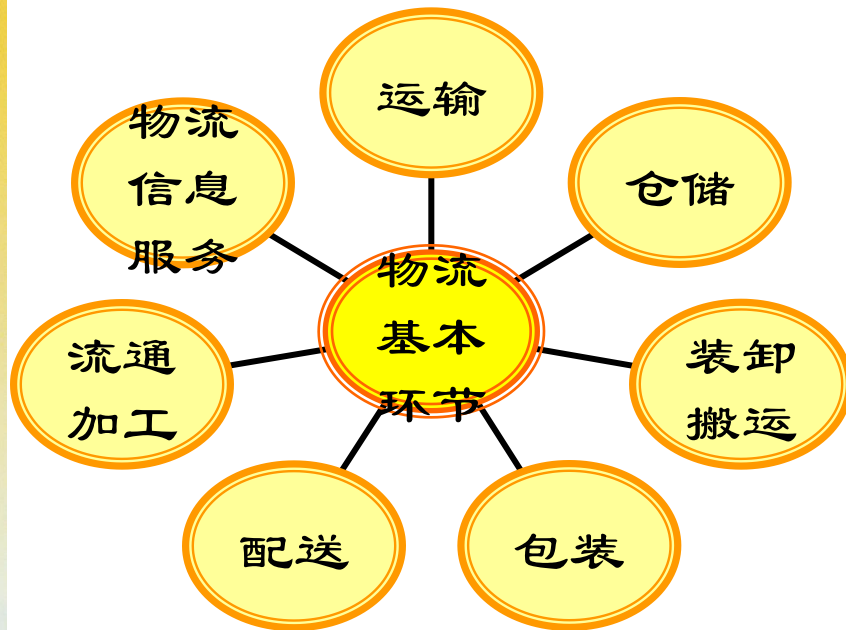 运输
仓储
装卸
搬运
包装
配送
流通
加工
物流
信息
服务
物流
基本
环节